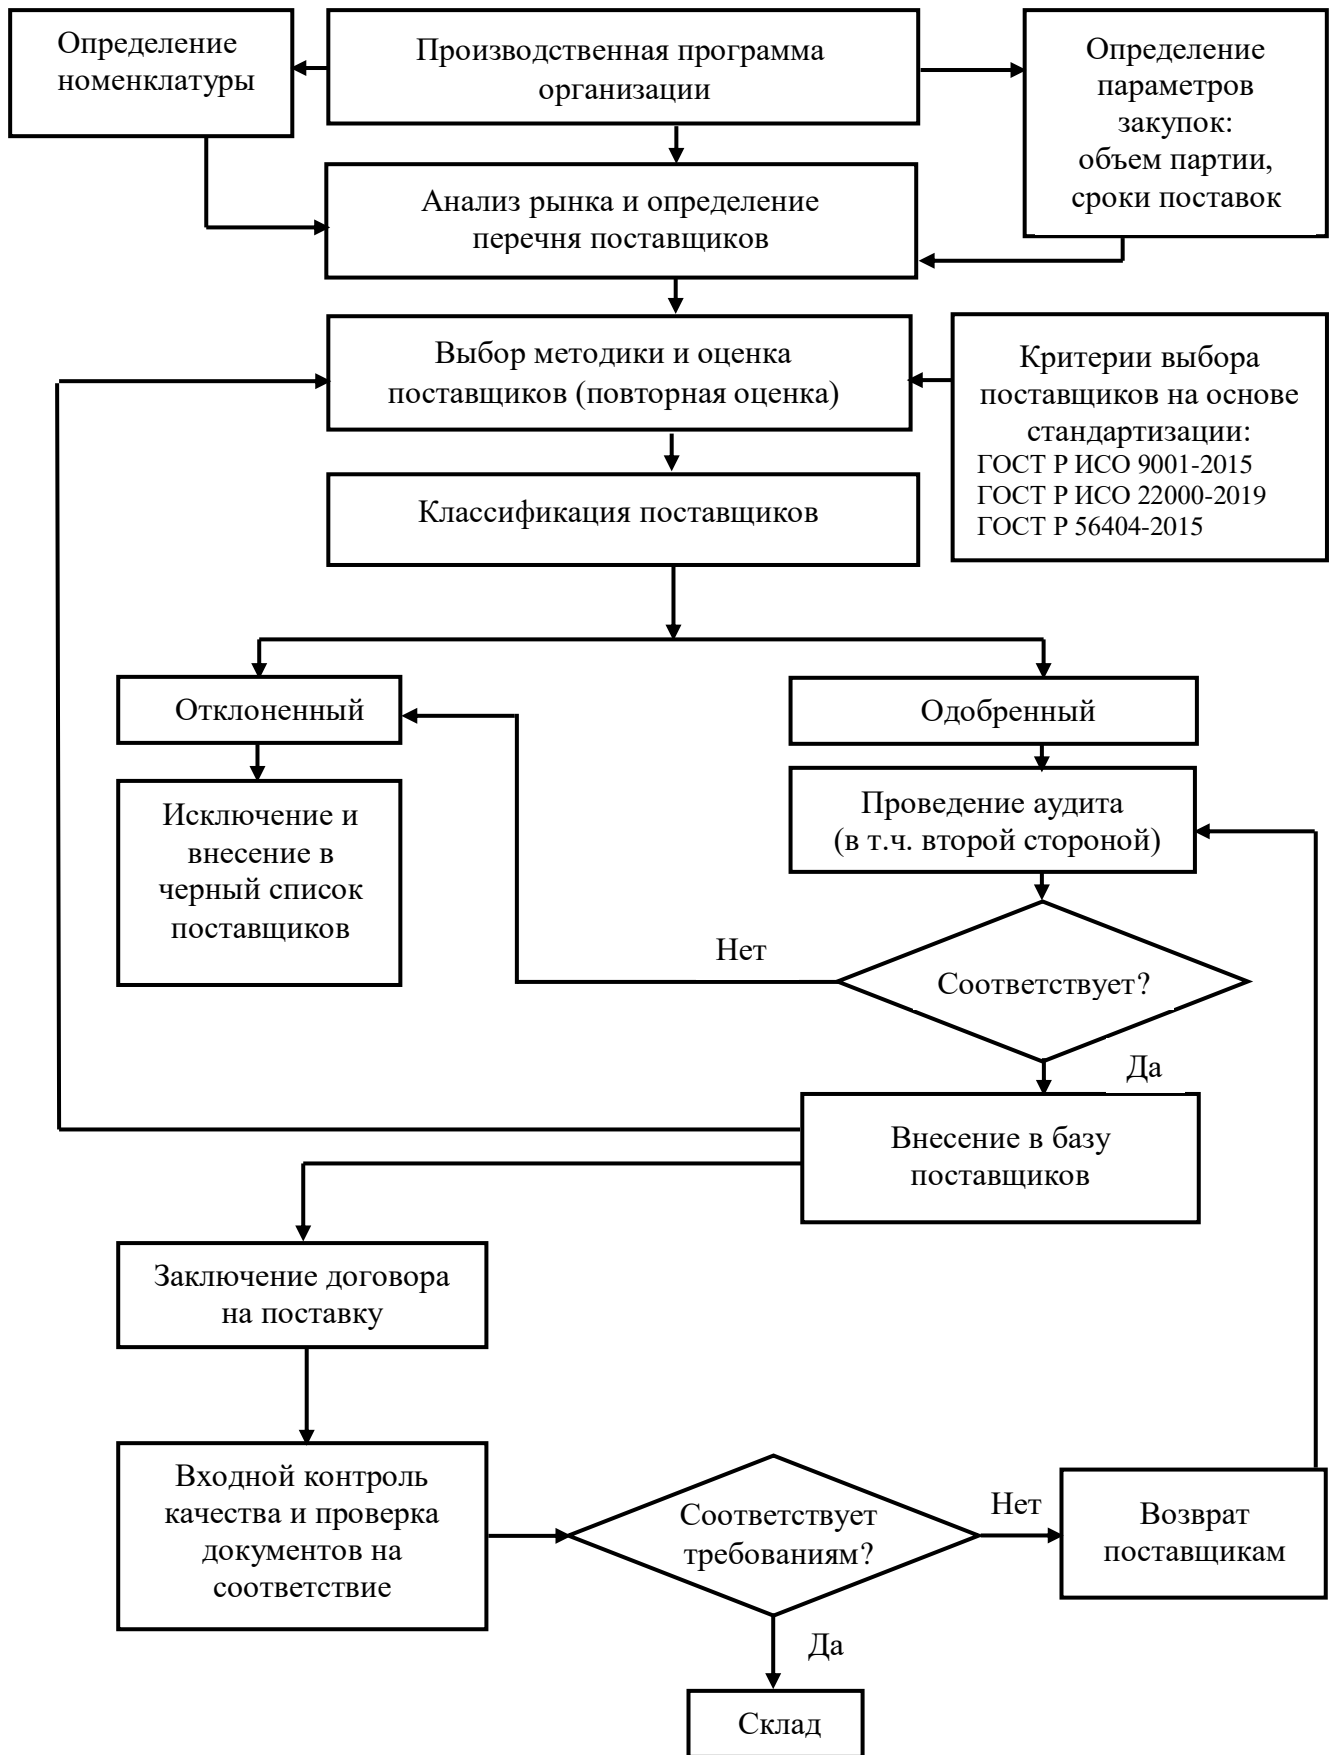 Определение
номенклатуры
Производственная программа
организации
Определение
параметров
закупок:
объем партии,
сроки поставок
Анализ рынка и определение
перечня поставщиков
Выбор методики и оценка
поставщиков (повторная оценка)
Критерии выбора
поставщиков на основе
стандартизации:
ГОСТ Р ИСО 9001-2015
ГОСТ Р ИСО 22000-2019
ГОСТ Р 56404-2015
Классификация поставщиков
Отклоненный
Одобренный
Исключение и
внесение в
черный список
поставщиков
Проведение аудита
(в т.ч. второй стороной)
Нет
Соответствует?
Да
Внесение в базу
поставщиков
Заключение договора
на поставку
Входной контроль
качества и проверка
документов на
соответствие
Соответствует
требованиям?
Нет
Возврат
поставщикам
Да
Склад